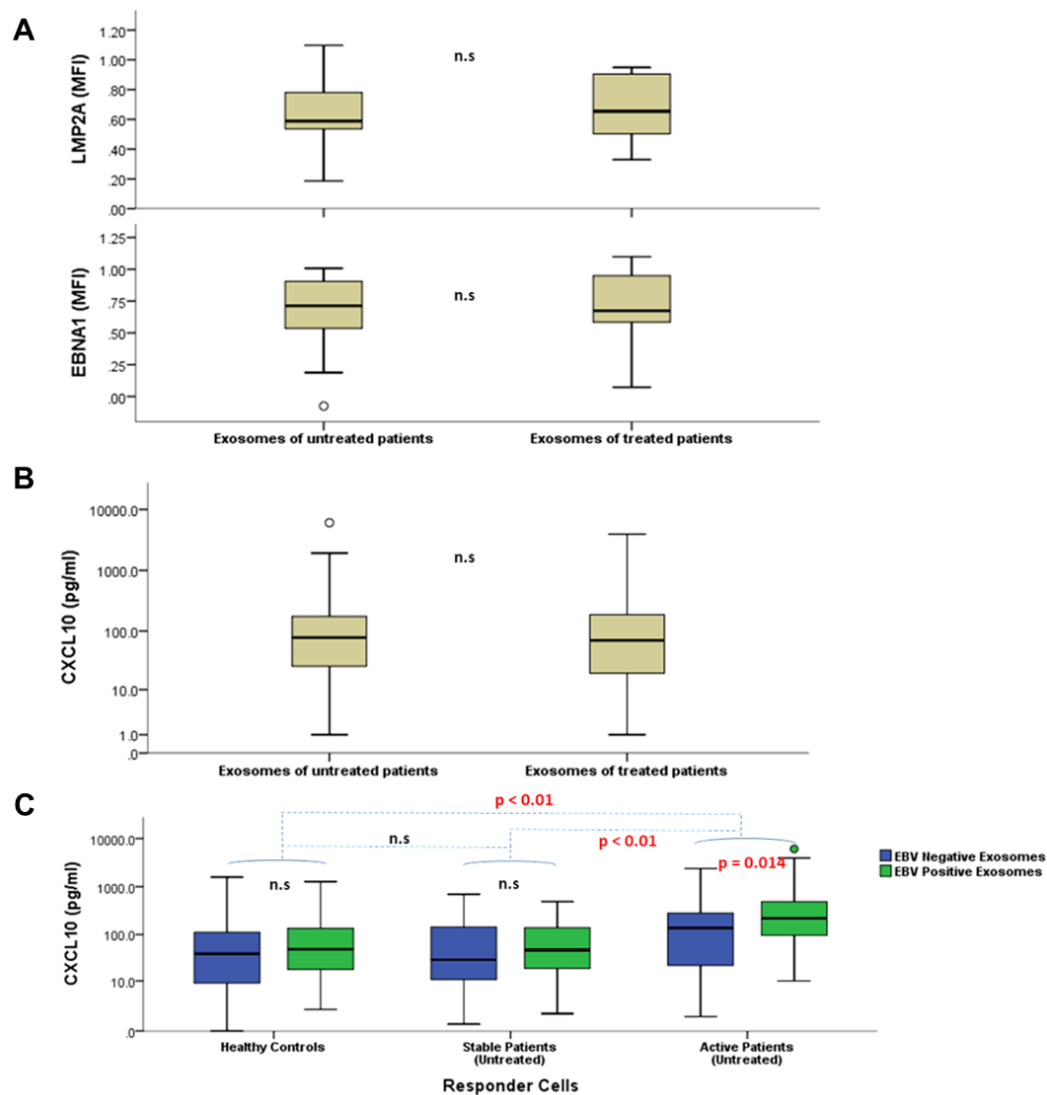 A
LMP2A (MFI)
1.20
1.00
.80
.60
.40
.20
.00
n.s
EBNA1 (MFI)
1.25
1.00
.75
.50
.25
.00
n.s
Exosomes of untreated patients
Exosomes of treated patients
B
CXCL10 (pg/ml)
10000.0
1000.0
100.0
10.0
1.0
.0
n.s
Exosomes of untreated patients
Exosomes of treated patients
C
CXCL10 (pg/ml)
10000.0
1000.0
100.0
10.0
.0
p < 0.01
n.s
p < 0.01
n.s
n.s
p = 0.014
EBV Negative Exosomes
EBV Positive Exosomes
Healthy Controls
Stable Patients
(Untreated)
Active Patients
(Untreated)
Responder Cells